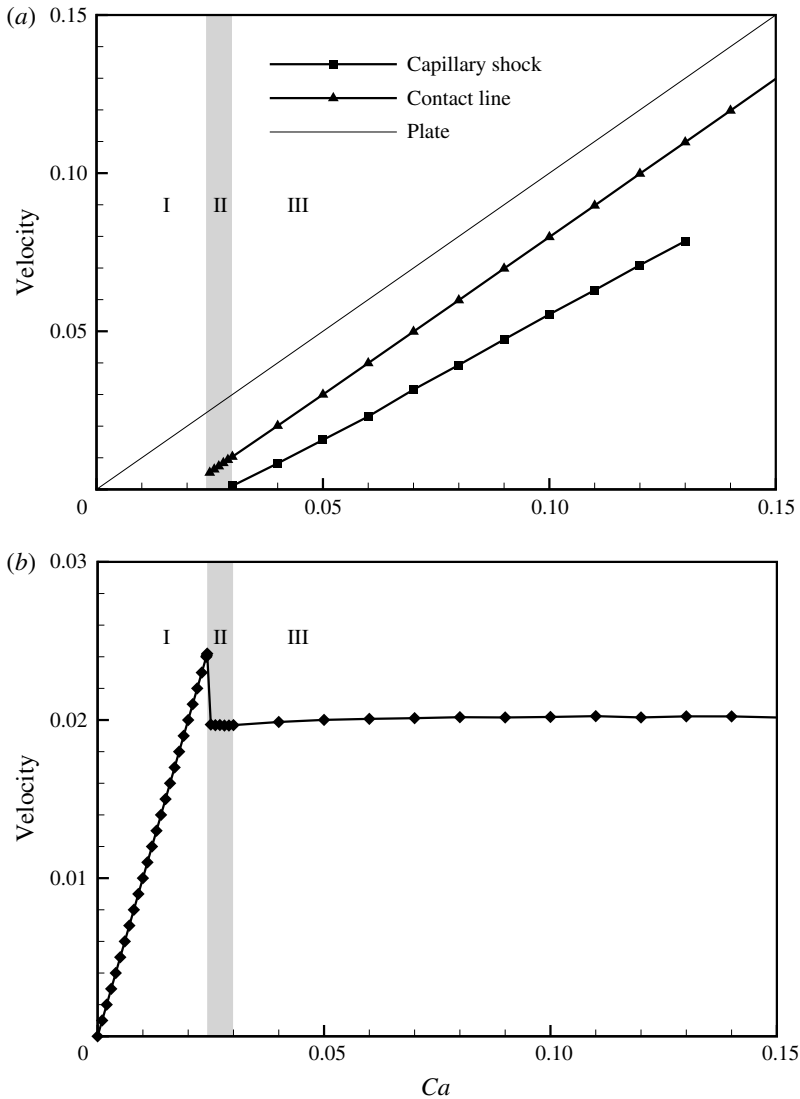 (a)
0.15
Capillary shock
Contact line
Plate
0.10
I II III
Velocity
0.05
0 0.05 0.10 0.15
(b)
0.03
I II III
0.02
Velocity
0.01
0 0.05 0.10 0.15
Ca